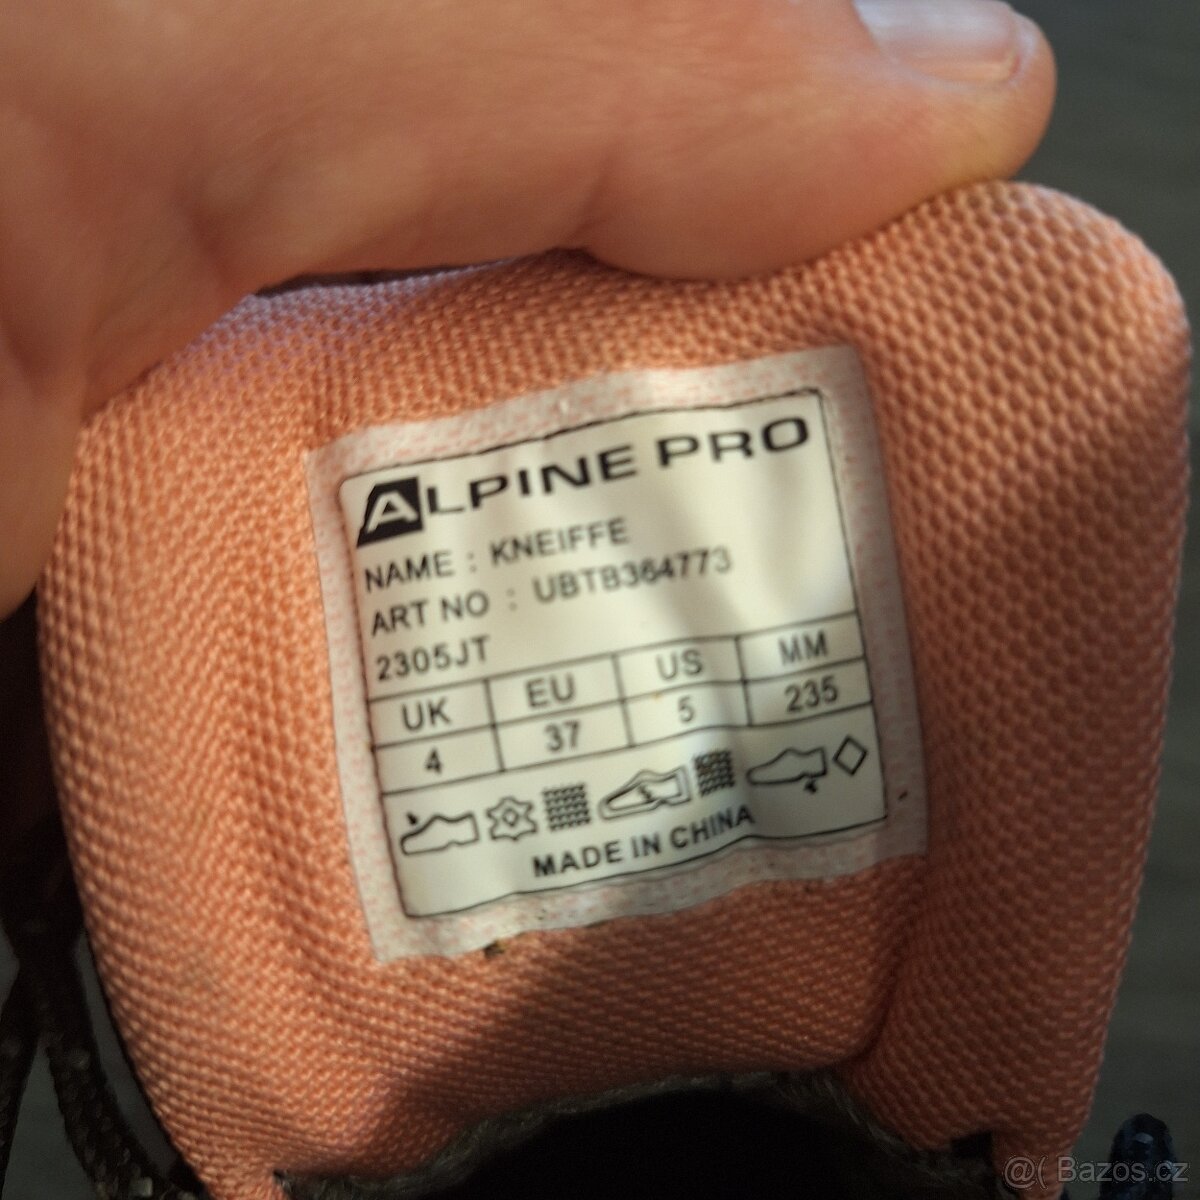 ALPINE PRO
NAME : KNEIFFE
ART NO : UBTB364773
2305JT
UK EU US MM
4 37 5 235
MADE IN CHINA
@( Bazos.cz